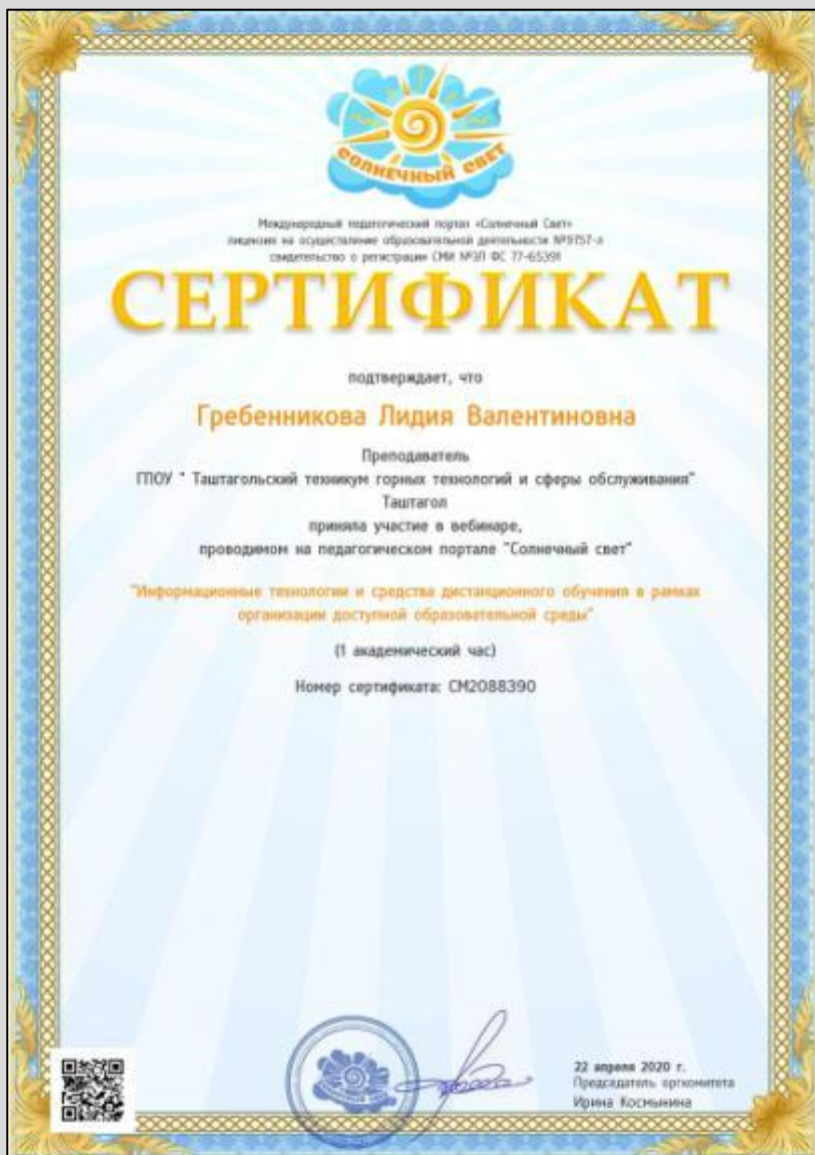 СОЛНЕЧНЫЙ СВЕТ
Международный педагогический портал «Солнечный Свет»
лицензия на осуществление образовательной деятельности №9757-л
свидетельство о регистрации СМИ №ЭЛ ФС 77-65391
СЕРТИФИКАТ
подтверждает, что
Гребенникова Лидия Валентиновна
Преподаватель
ГПОУ " Таштагольский техникум горных технологий и сферы обслуживания"
Таштагол
приняла участие в вебинаре,
проводимом на педагогическом портале "Солнечный свет"
"Информационные технологии и средства дистанционного обучения в рамках
организации доступной образовательной среды"
(1 академический час)
Номер сертификата: СМ2088390
22 апреля 2020 г.
Председатель оргкомитета
Ирина Космынина